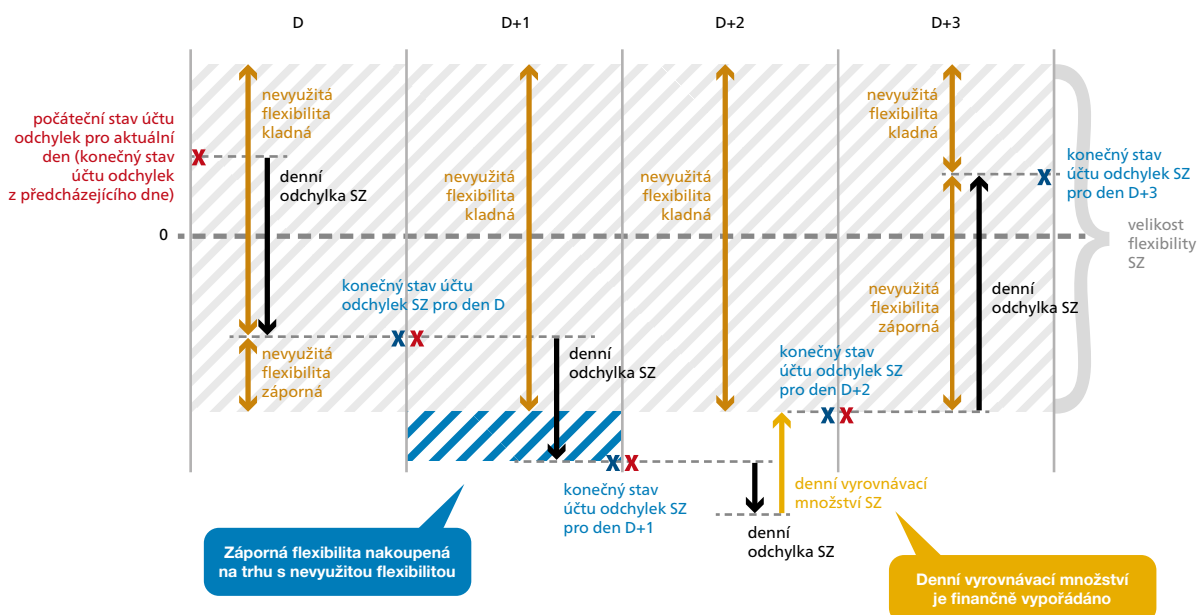 D
D+1
D+2
D+3
počáteční stav účtu
odchylek pro aktuální
den (konečný stav
účtu odchylek
z předcházejícího dne)
X
nevyužitá
flexibilita
kladná
denní
odchylka SZ
nevyužitá
flexibilita
kladná
nevyužitá
flexibilita
kladná
nevyužitá
flexibilita
kladná
konečný stav
účtu odchylek SZ
pro den D+3
X
velikost
flexibility
SZ
0
konečný stav účtu
odchylek SZ pro den D
X X
nevyužitá
flexibilita
záporná
denní
odchylka SZ
nevyužitá
flexibilita
záporná
denní
odchylka SZ
konečný stav
účtu odchylek SZ
pro den D+2
X X
X X
konečný stav
účtu odchylek SZ
pro den D+1
denní vyrovnávací
množství SZ
denní
odchylka SZ
Záporná flexibilita nakoupená
na trhu s nevyužitou flexibilitou
Denní vyrovnávací množství
je finančně vypořádáno